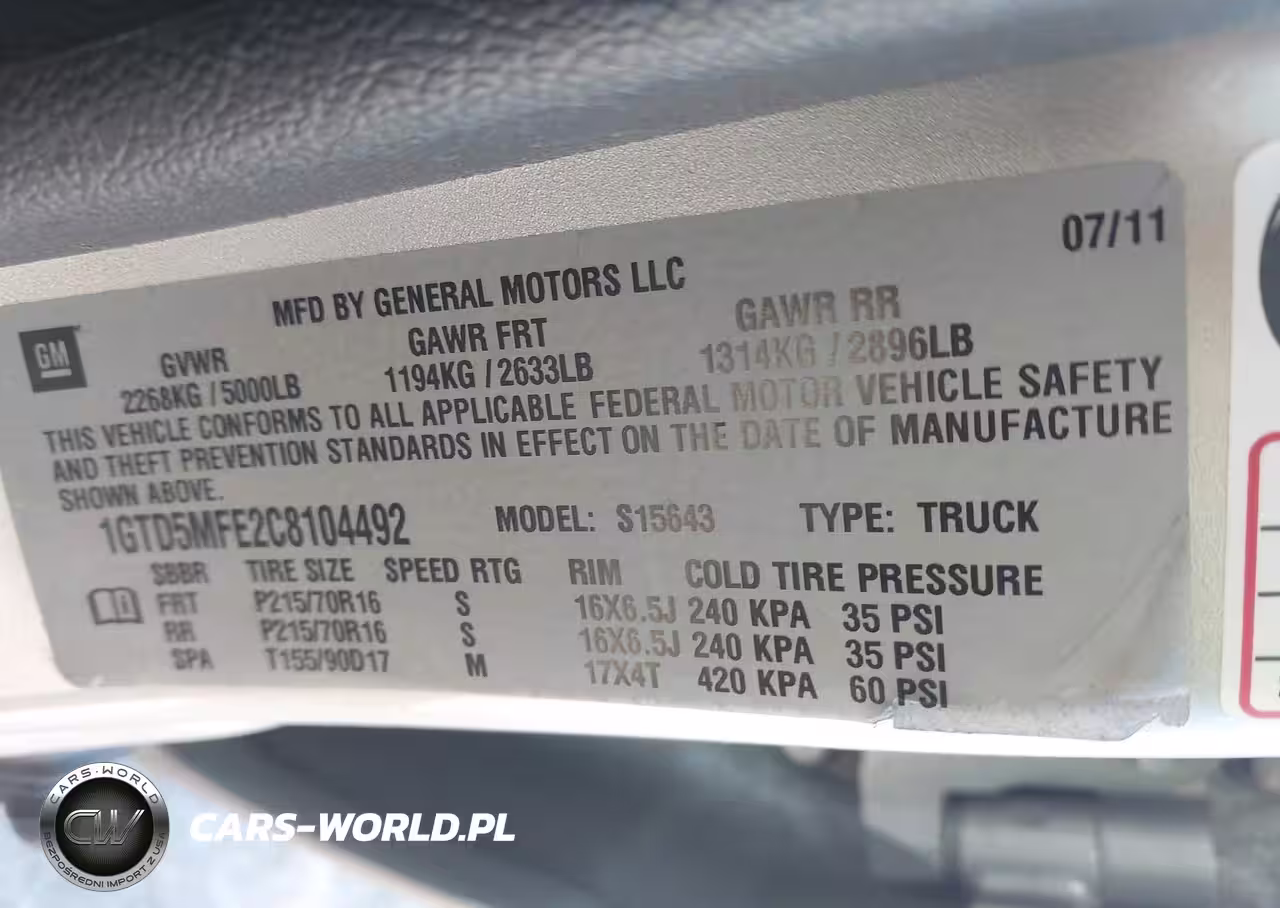 07/11
MFD BY GENERAL MOTORS LLC
GM
GVWR GAWR FRT GAWR RR
2268KG / 5000LB 1194KG / 2633LB 1314KG / 2896LB
THIS VEHICLE CONFORMS TO ALL APPLICABLE FEDERAL MOTOR VEHICLE SAFETY
AND THEFT PREVENTION STANDARDS IN EFFECT ON THE DATE OF MANUFACTURE
SHOWN ABOVE.
1GTD5MFE2C8104492 MODEL: S15643 TYPE: TRUCK
SBBR TIRE SIZE SPEED RTG RIM COLD TIRE PRESSURE
FRT P215/70R16 S 16X6.5J 240 KPA 35 PSI
RR P215/70R16 S 16X6.5J 240 KPA 35 PSI
SPA T155/90D17 M 17X4T 420 KPA 60 PSI
CARS-WORLD
CW
BEZPOŚREDNI IMPORT Z USA
CARS-WORLD.PL